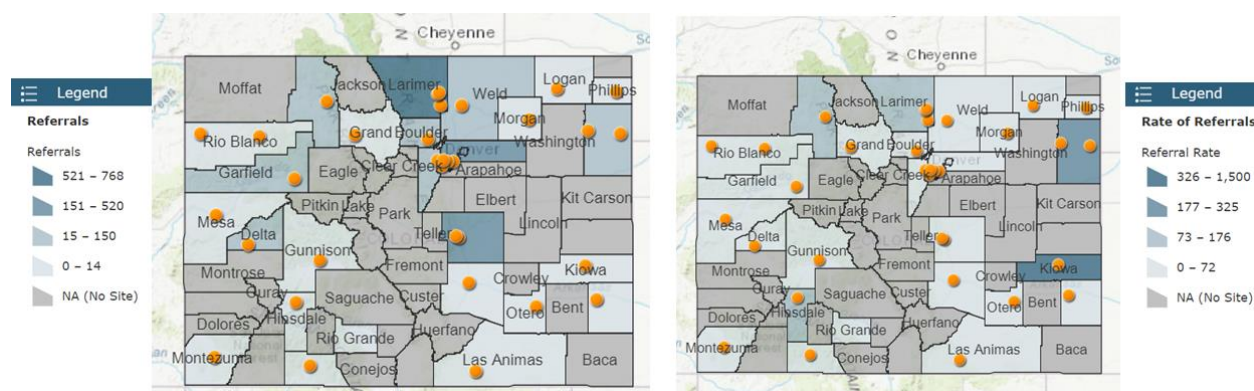 Cheyenne
Legend
Referrals
Referrals
521 – 768
151 – 520
15 – 150
0 – 14
NA (No Site)
Moffat
Jackson
Larimer
Weld
Logan
Phillips
Morgan
Rio Blanco
Grand
Boulder
Denver
Washington
Garfield
Eagle
Clear Creek
Arapahoe
Pitkin
Lake
Park
Elbert
Kit Carson
Mesa
Delta
Gunnison
Teller
Lincoln
Montrose
Fremont
Crowley
Kiowa
Ouray
Saguache
Custer
Otero
Bent
Dolores
Hinsdale
Huerfano
Montezuma
Rio Grande
Conejos
Las Animas
Baca
Cheyenne
Legend
Rate of Referrals
Referral Rate
326 – 1,500
177 – 325
73 – 176
0 – 72
NA (No Site)
Moffat
Jackson
Larimer
Weld
Logan
Phillips
Morgan
Rio Blanco
Grand
Boulder
Washington
Garfield
Eagle
Clear Creek
Arapahoe
Pitkin
Lake
Park
Elbert
Kit Carson
Mesa
Delta
Gunnison
Teller
Lincoln
Montrose
Fremont
Crowley
Kiowa
Ouray
Saguache
Custer
Otero
Bent
Dolores
Hinsdale
Huerfano
Montezuma
Rio Grande
Conejos
Las Animas
Baca